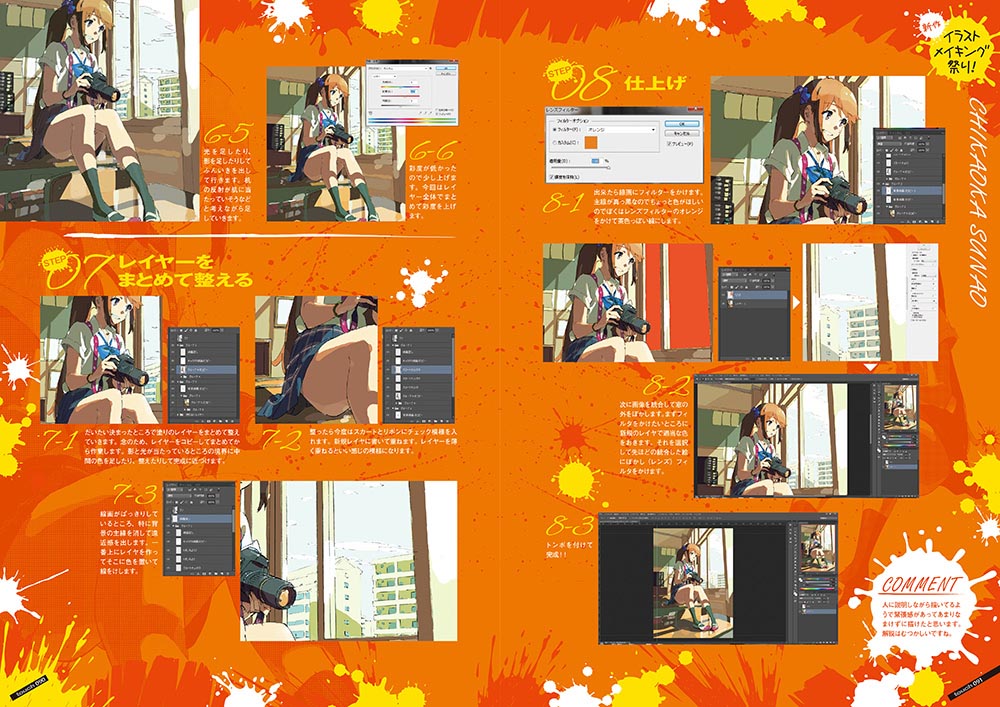 6-5
光を足したり、
影を足したりして
ふんいきを出し
て行きます。机
の反射が肌に当
たっていそうなど
と考えながら足
していきます。
6-6
彩度が低かった
ので少し上げま
す。今回はレイ
ヤー全体でまと
めて彩度を上げ
ます。
STEP 07 レイヤーを
まとめて整える
7-1
だいたい決まったところで塗りのレイヤーをまとめて整え
ていきます。念のため、レイヤーをコピーしてまとめてか
ら作業します。影と光が当たっているところの境界に中
間の色を足したり、整えたりして完成に近づけます。
7-2
整ったら今度はスカートとリボンにチェック模様を入
れます。新規レイヤに書いて重ねます。レイヤーを薄
く重ねるといい感じの模様になります。
7-3
線画がぱっきりして
いるところ、特に背
景の主線を消して遠
近感を出します。一
番上にレイヤを作っ
てそこに色を置いて
線をけします。
touch 090
新作
イラスト
メイキング
祭り!
CHIKAOKA SUNAO
STEP 08 仕上げ
レンズフィルター
フィルターオプション
フィルター(F):
オレンジ
カスタム(C):
OK
キャンセル
プレビュー(P)
適用量(D):
輝度を保持(L)
8-1
出来たら線画にフィルターをかけます。
主線が真っ黒なのでちょっと色がほしい
のでぼくはレンズフィルターのオレンジ
をかけて茶色っぽい線にします。
8-2
次に画像を統合して窓の
外をぼかします。まずフィ
ルタをかけたいところに
新規のレイヤで適当な色
をおきます。それを選択
して先ほどの統合した絵
にぼかし(レンズ)フィ
ルタをかけます。
8-3
トンボを付けて
完成!!
COMMENT
人に説明しながら描いてるよ
うで緊張感があってあまりな
まけずに描けたと思います。
解説はむつかしいですね。
touch 091